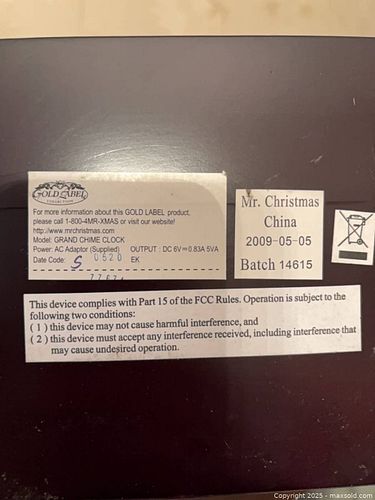 GOLD LABEL
COLLECTION
For more information about this GOLD LABEL product,
please call 1-800-4MR-XMAS or visit our website!
http://www.mrchristmas.com
Model: GRAND CHIME CLOCK
Power: AC Adaptor (Supplied) OUTPUT : DC 6V⎓0.83A 5VA
Date Code: S 0520 EK
Mr. Christmas
China
2009-05-05
Batch 14615
This device complies with Part 15 of the FCC Rules. Operation is subject to the
following two conditions:
( 1 ) this device may not cause harmful interference, and
( 2 ) this device must accept any interference received, including interference that
may cause undesired operation.
Copyright 2025 - maxsold.com